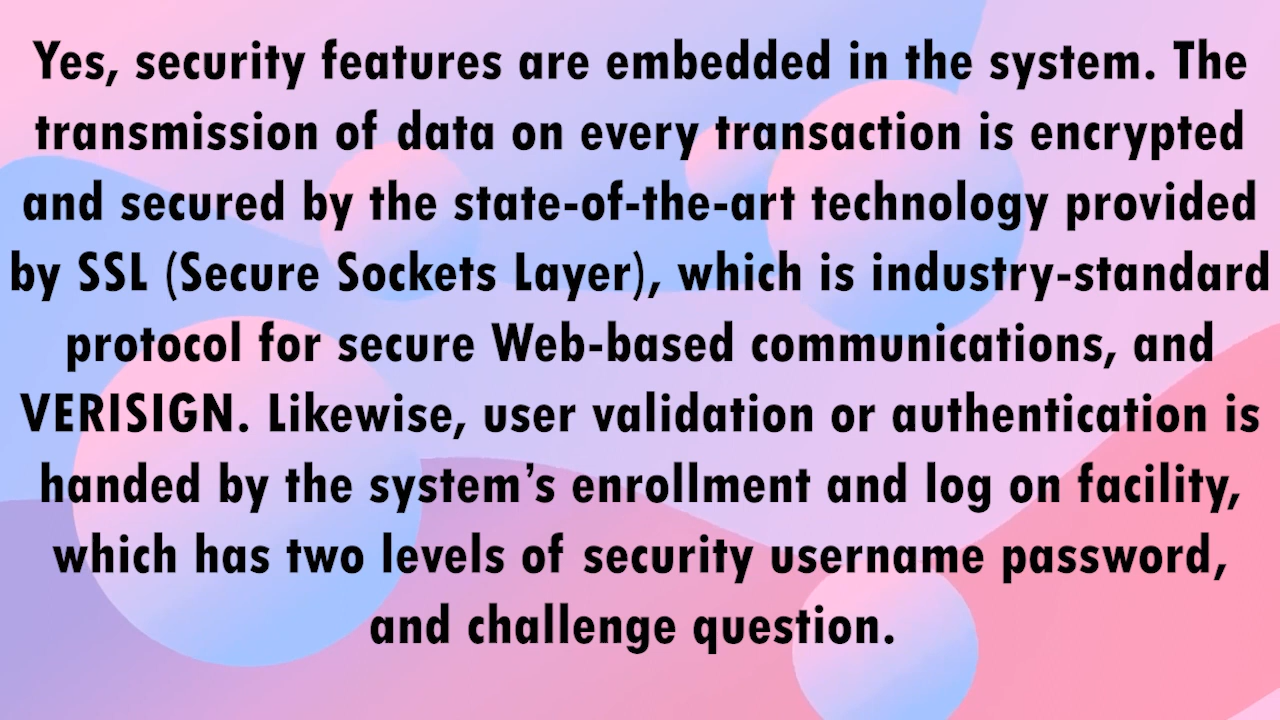 Yes, security features are embedded in the system. The
transmission of data on every transaction is encrypted
and secured by the state-of-the-art technology provided
by SSL (Secure Sockets Layer), which is industry-standard
protocol for secure Web-based communications, and
VERISIGN. Likewise, user validation or authentication is
handed by the system’s enrollment and log on facility,
which has two levels of security username password,
and challenge question.